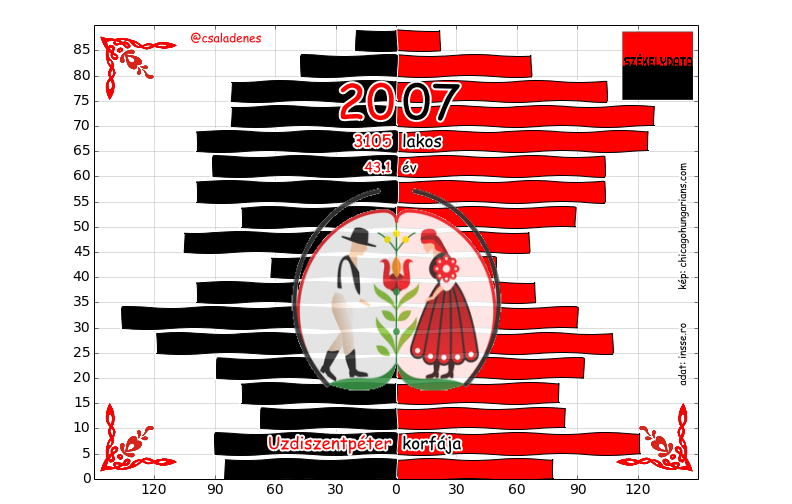 @csaladenes
SZÉKELYDATA
2007
3105 lakos
43.1 év
kép: chicagohungarians.com
adat: insse.ro
Uzdiszentpéter korfája
85
80
75
70
65
60
55
50
45
40
35
30
25
20
15
10
5
0
120 90 60 30 0 30 60 90 120